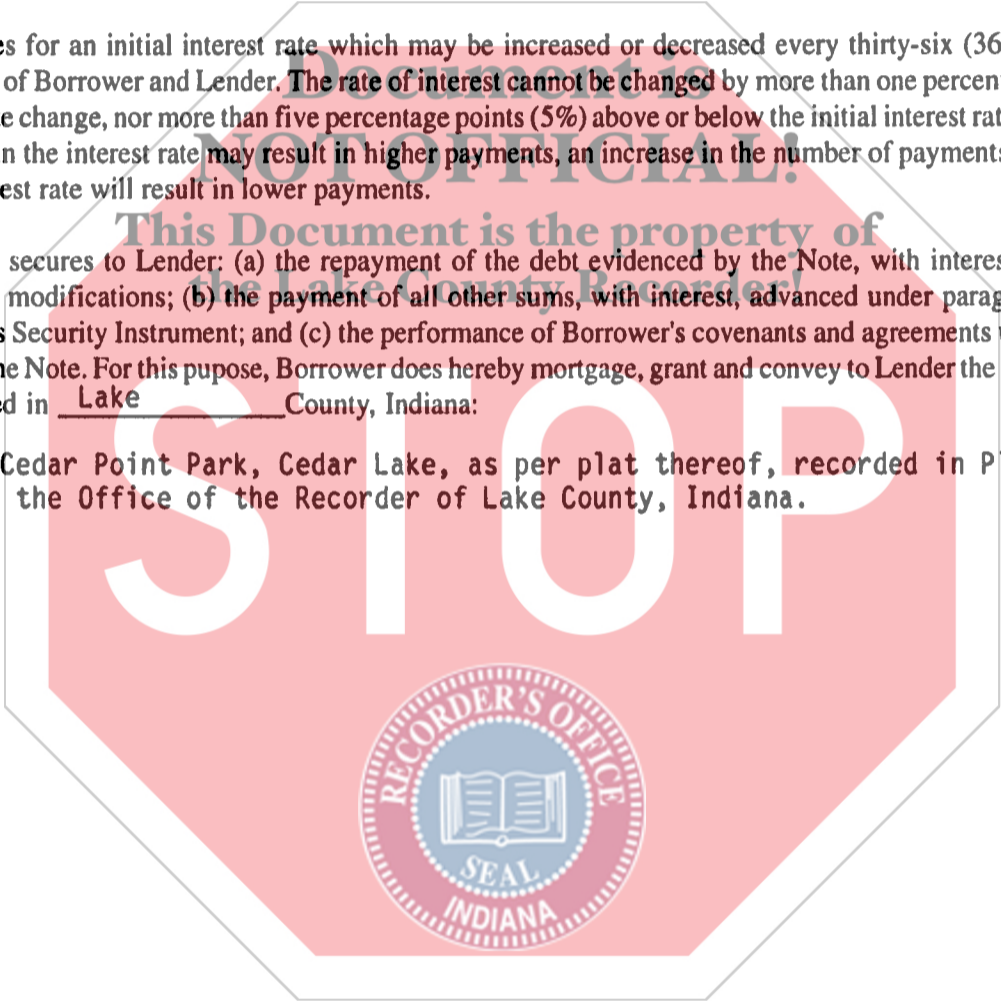 es for an initial interest rate which may be increased or decreased every thirty-six (36
of Borrower and Lender. The rate of interest cannot be changed by more than one percen
e change, nor more than five percentage points (5%) above or below the initial interest rat
n the interest rate may result in higher payments, an increase in the number of payments
est rate will result in lower payments.
Document is
NOT OFFICIAL!
This Document is the property of
the Lake County Recorder!
secures to Lender: (a) the repayment of the debt evidenced by the Note, with interes
modifications; (b) the payment of all other sums, with interest, advanced under parag
s Security Instrument; and (c) the performance of Borrower's covenants and agreements
he Note. For this pupose, Borrower does hereby mortgage, grant and convey to Lender the
d in Lake County, Indiana:
Cedar Point Park, Cedar Lake, as per plat thereof, recorded in Pl
the Office of the Recorder of Lake County, Indiana.
STOP
RECORDER'S OFFICE
SEAL
INDIANA